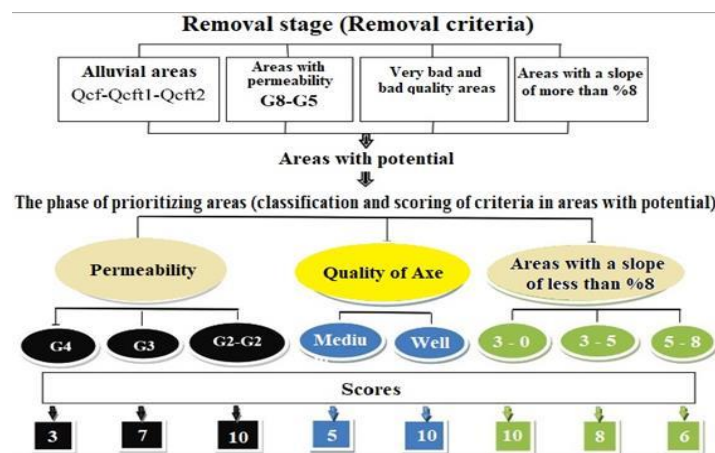 Removal stage (Removal criteria)
Alluvial areas
Qcf-Qcft1-Qcft2
Areas with
permeability
G8-G5
Very bad and
bad quality areas
Areas with a slope
of more than %8
Areas with potential
The phase of prioritizing areas (classification and scoring of criteria in areas with potential)
Permeability
Quality of Axe
Areas with a slope
of less than %8
G4
G3
G2-G2
Mediu
Well
3 - 0
3 - 5
5 - 8
Scores
3
7
10
5
10
10
8
6